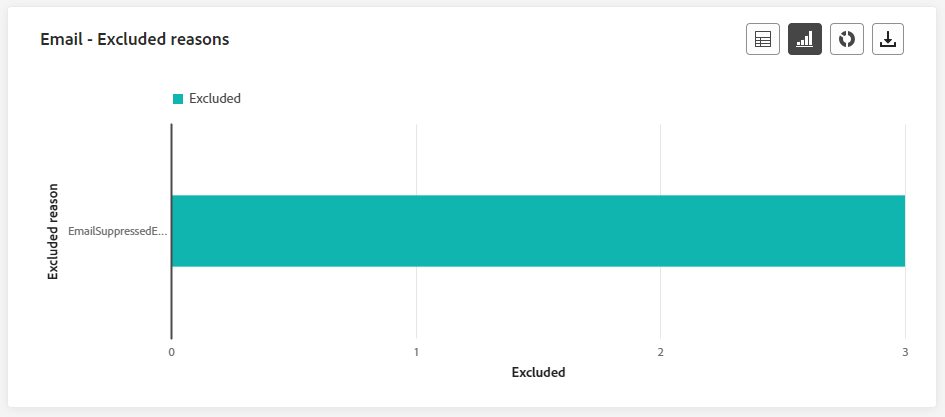 Email - Excluded reasons
Excluded
Excluded reason
EmailSuppressedE...
0
1
2
3
Excluded